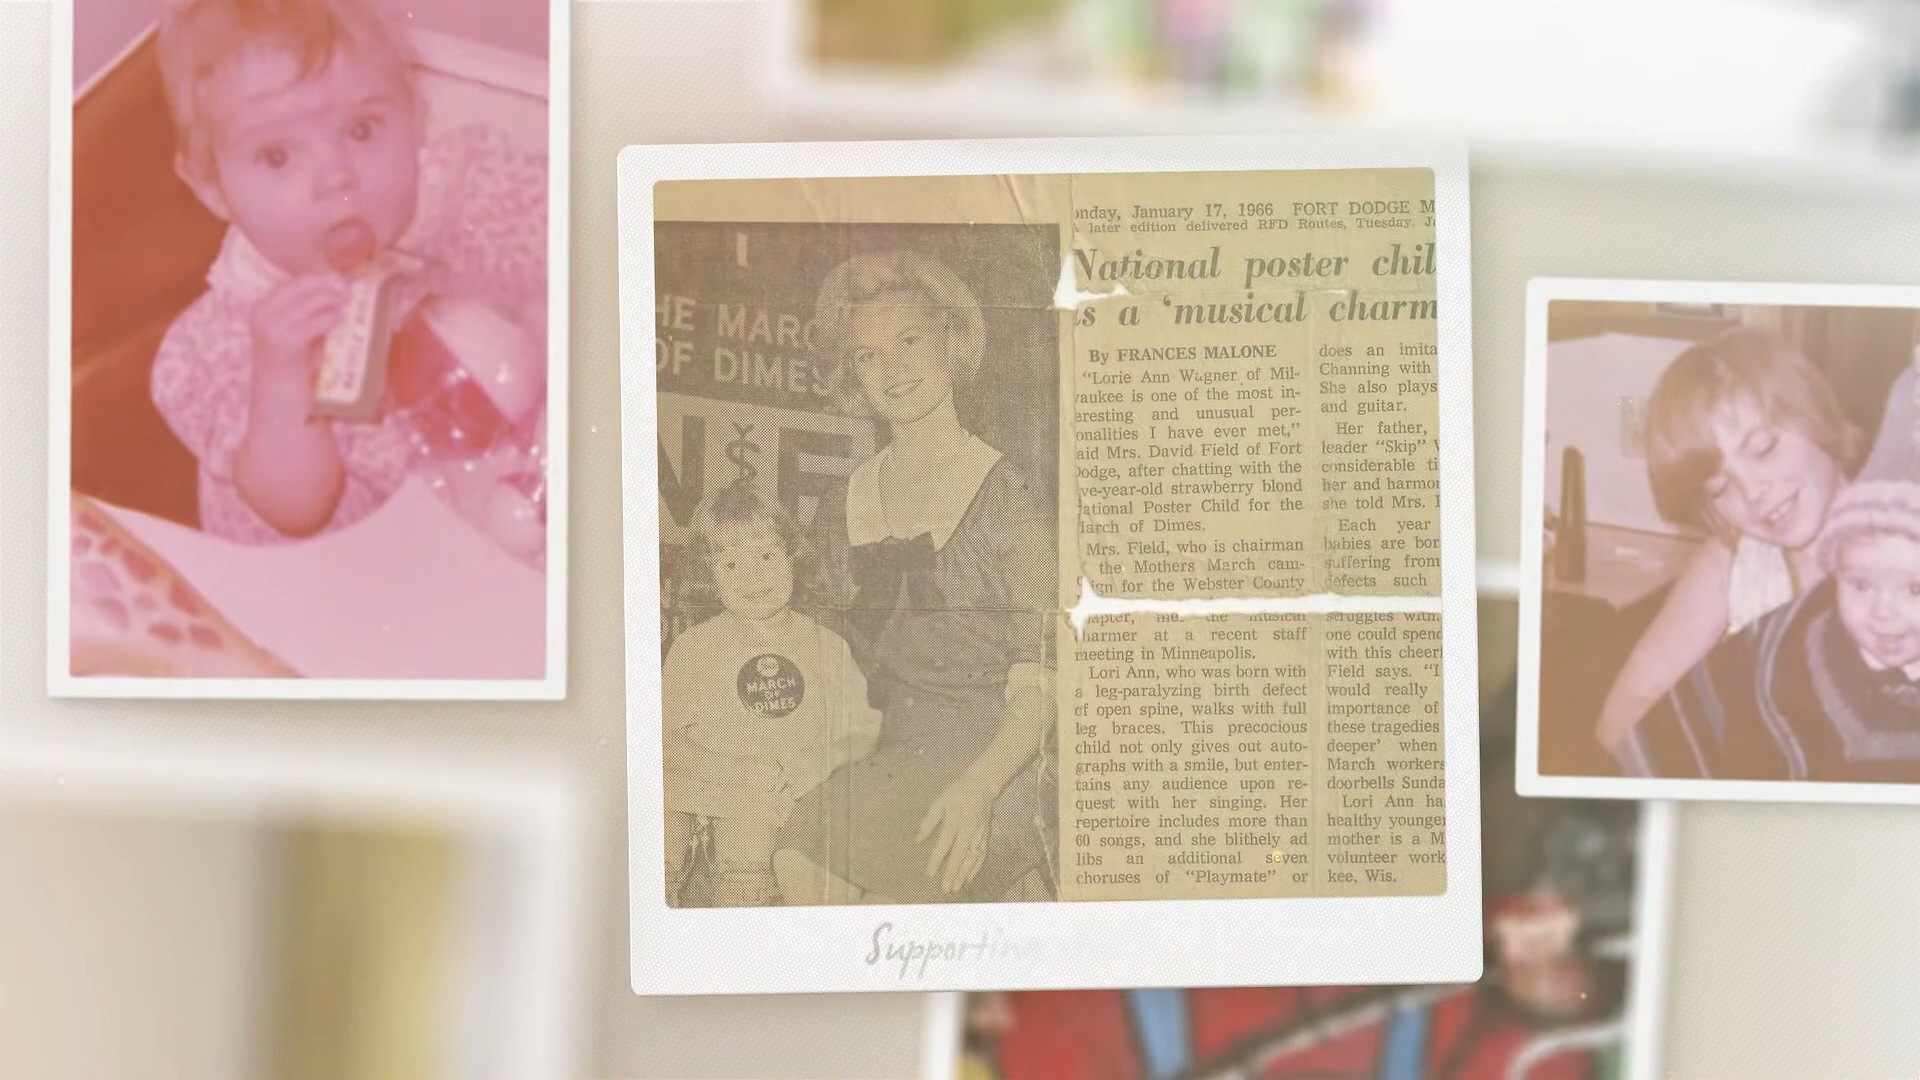 HE MARC
OF DIMES
N F
MARCH
OF
DIMES
nday, January 17, 1966 FORT DODGE M
later edition delivered RFD Routes, Tuesday. J
National poster chil
s a ‘musical charm
By FRANCES MALONE
“Lorie Ann Wagner of Mil-
aukee is one of the most in-
eresting and unusual per-
onalities I have ever met,”
aid Mrs. David Field of Fort
odge, after chatting with the
ve-year-old strawberry blond
ational Poster Child for the
arch of Dimes.
Mrs. Field, who is chairman
the Mothers March cam-
ign for the Webster County
hapter, the musical
harmer at a recent staff
meeting in Minneapolis.
Lori Ann, who was born with
a leg-paralyzing birth defect
of open spine, walks with full
leg braces. This precocious
child not only gives out auto-
graphs with a smile, but enter-
tains any audience upon re-
quest with her singing. Her
repertoire includes more than
60 songs, and she blithely ad
libs an additional seven
choruses of “Playmate” or
does an imita
Channing with
She also plays
and guitar.
Her father,
leader “Skip”
considerable ti
her and harmon
she told Mrs.
Each year
babies are bor
suffering from
defects such
struggles with
one could spend
with this cheerf
Field says. “I
would really
importance of
these tragedies
deeper’ when
March workers
doorbells Sunda
Lori Ann ha
healthy younge
mother is a M
volunteer work
kee, Wis.
Supporting